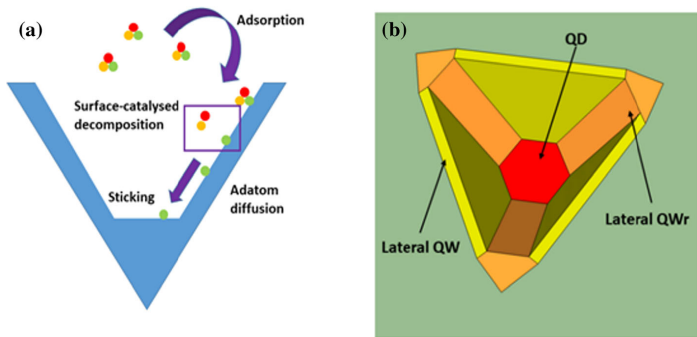 (a)
Adsorption
Surface-catalysed
decomposition
Sticking
Adatom
diffusion
(b)
QD
Lateral QW
Lateral QWr